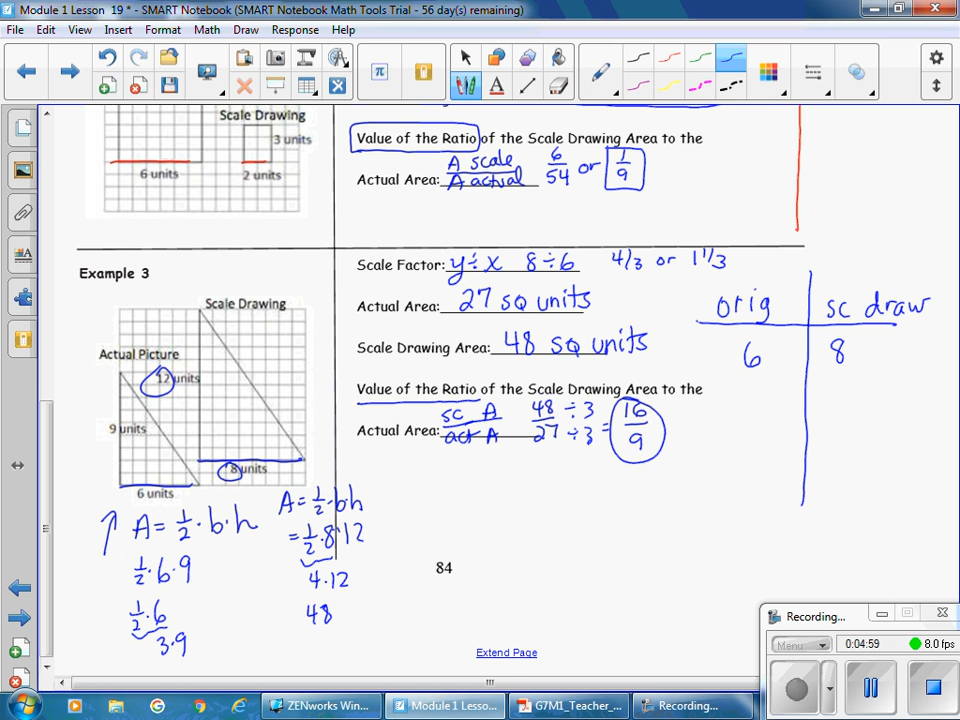 Module 1 Lesson 19 * - SMART Notebook (SMART Notebook Math Tools Trial - 56 day(s) remaining)
File Edit View Insert Format Math Draw Response Help
Scale Drawing
3 units
6 units
2 units
Value of the Ratio of the Scale Drawing Area to the
Actual Area: A scale / A actual 6/54 or 1/9
Example 3
Scale Factor: y÷x 8÷6 4/3 or 1 1/3
Actual Area: 27 sq units
Scale Drawing Area: 48 sq units
Value of the Ratio of the Scale Drawing Area to the
Actual Area: sc A / act A 48÷3 / 27÷3 = 16/9
orig sc draw
6 8
Scale Drawing
Actual Picture
12 units
9 units
8 units
6 units
A = 1/2 · b · h
1/2 · 6 · 9
1/2 · 6
3 · 9
A = 1/2 · b · h
= 1/2 · 8 · 12
4 · 12
48
84
Extend Page
Recording...
Menu 0:04:59 8.0 fps
ZENworks Win... Module 1 Lesso... G7M1_Teacher_... Recording...